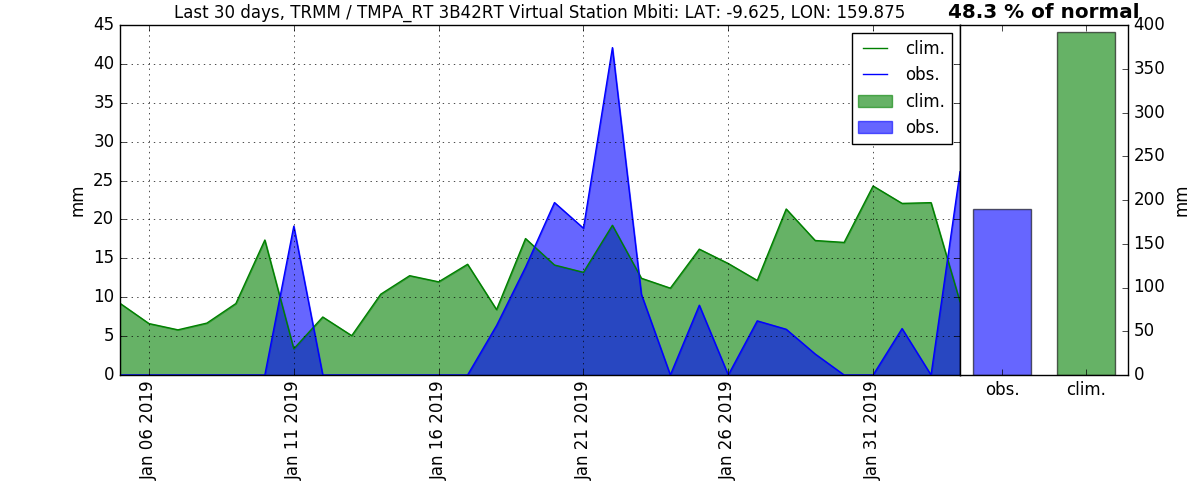 Last 30 days, TRMM / TMPA_RT 3B42RT Virtual Station Mbiti: LAT: -9.625, LON: 159.875
48.3 % of normal
45
40
35
30
25
20
15
10
5
0
mm
clim.
obs.
clim.
obs.
Jan 06 2019
Jan 11 2019
Jan 16 2019
Jan 21 2019
Jan 26 2019
Jan 31 2019
400
350
300
250
200
150
100
50
0
mm
obs.
clim.